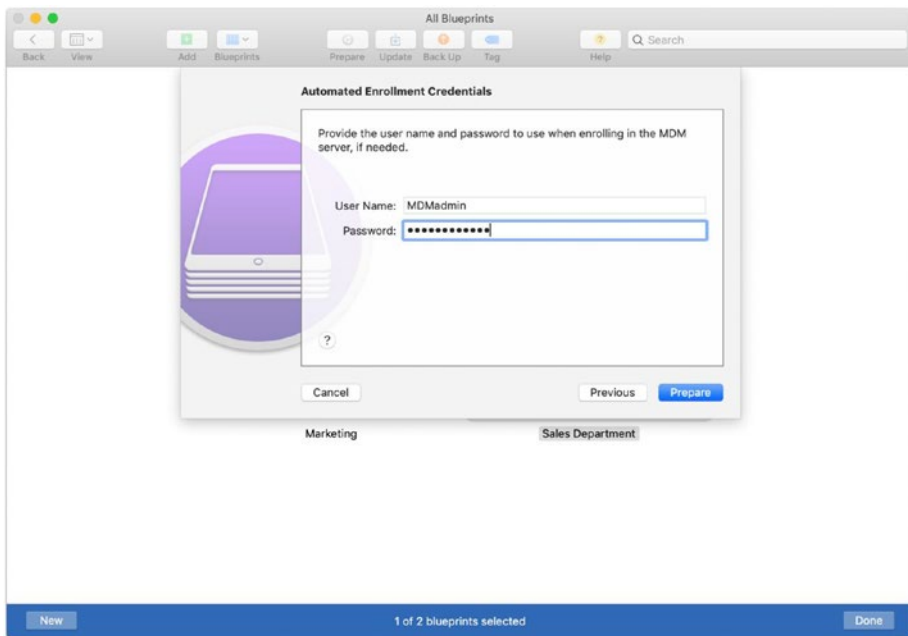 All Blueprints
Back View Add Blueprints Prepare Update Back Up Tag Help
Search
Automated Enrollment Credentials
Provide the user name and password to use when enrolling in the MDM
server, if needed.
User Name: MDMadmin
Password: ••••••••••••
?
Cancel Previous Prepare
Marketing Sales Department
New 1 of 2 blueprints selected Done